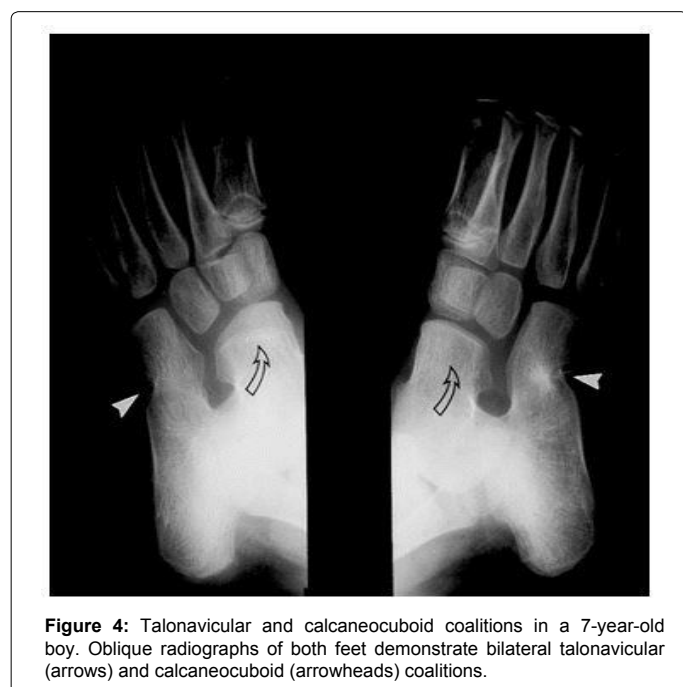 Figure 4: Talonavicular and calcaneocuboid coalitions in a 7-year-old
boy. Oblique radiographs of both feet demonstrate bilateral talonavicular
(arrows) and calcaneocuboid (arrowheads) coalitions.